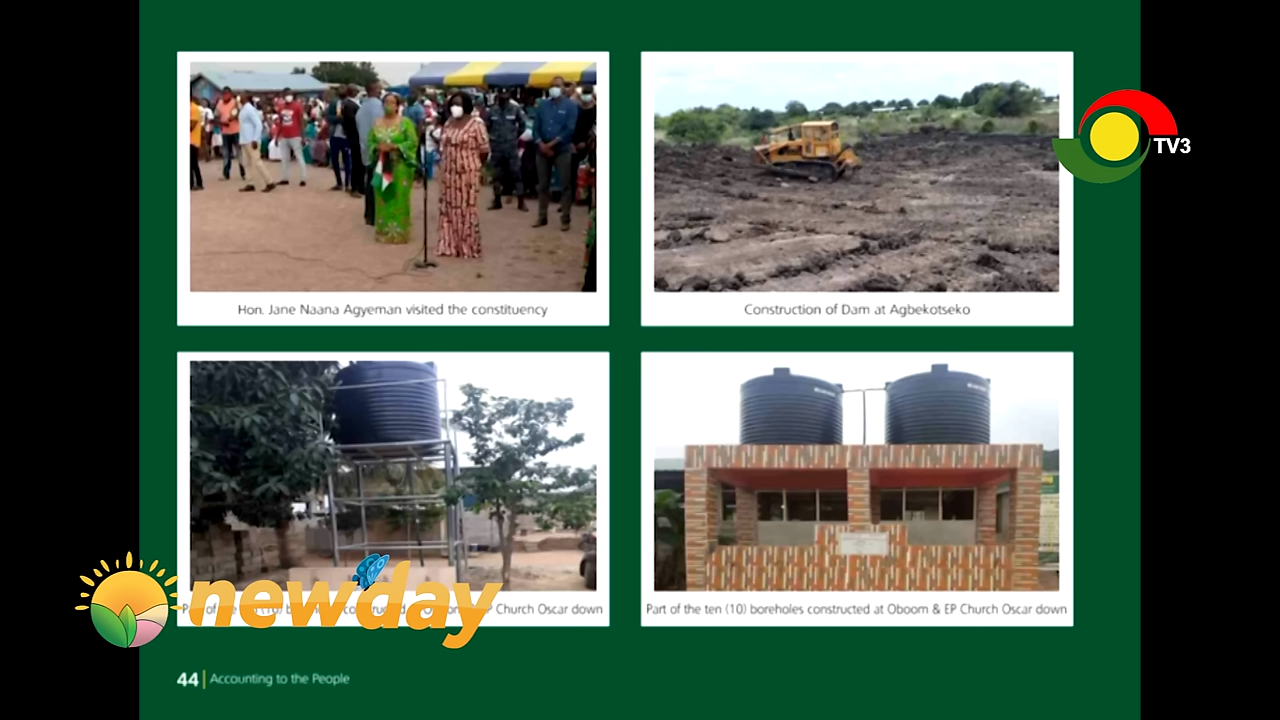 TV3
Hon. Jane Naana Agyeman visited the constituency
Construction of Dam at Agbekotseko
Church Oscar down
Part of the ten (10) boreholes constructed at Oboom & EP Church Oscar down
newday
44 | Accounting to the People